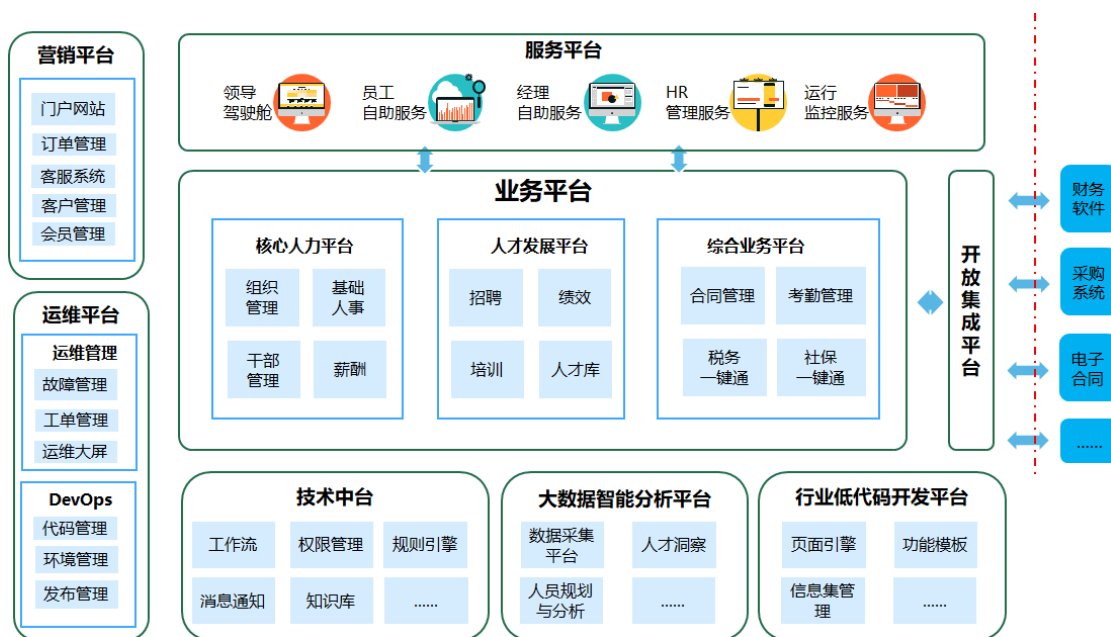 营销平台
门户网站
订单管理
客服系统
客户管理
会员管理
运维平台
运维管理
故障管理
工单管理
运维大屏
DevOps
代码管理
环境管理
发布管理
服务平台
领导
驾驶舱
员工
自助服务
经理
自助服务
HR
管理服务
运行
监控服务
业务平台
核心人力平台
组织
管理
基础
人事
干部
管理
薪酬
人才发展平台
招聘
绩效
培训
人才库
综合业务平台
合同管理
考勤管理
税务
一键通
社保
一键通
开放集成平台
财务
软件
采购
系统
电子
合同
......
技术中台
工作流
权限管理
规则引擎
消息通知
知识库
......
大数据智能分析平台
数据采集
平台
人才洞察
人员规划
与分析
......
行业低代码开发平台
页面引擎
功能模板
信息集管
理
......